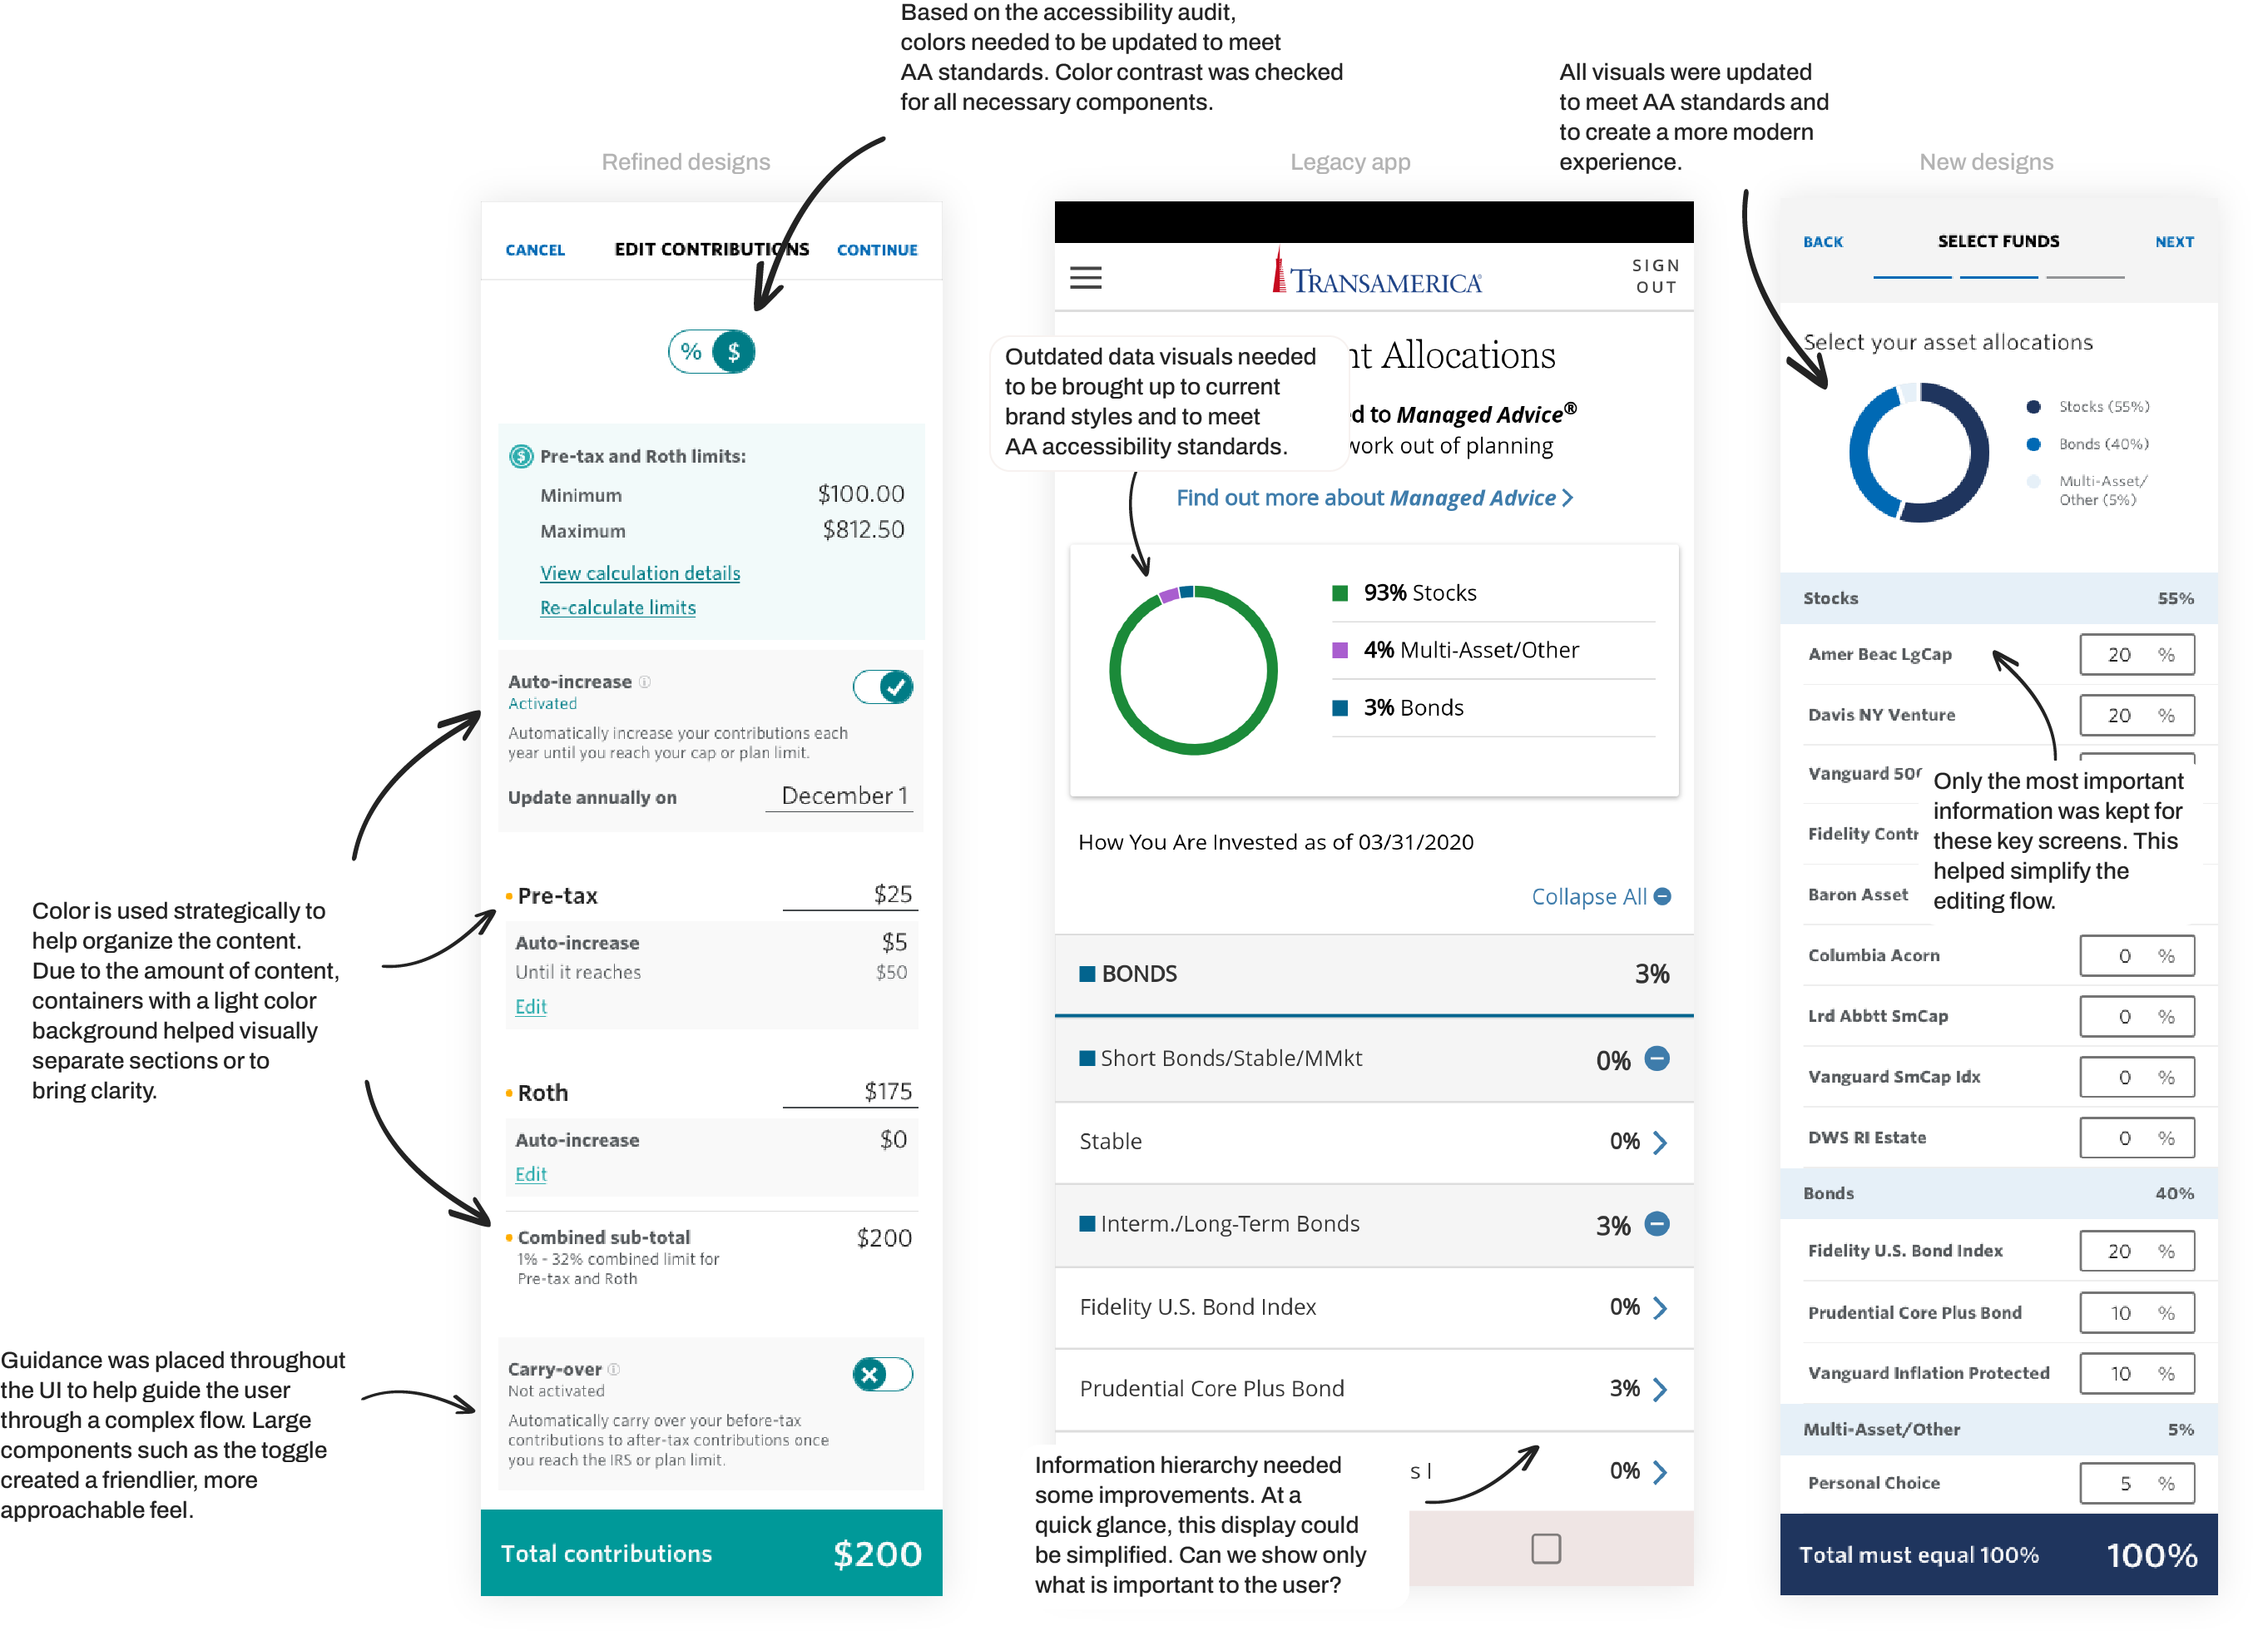 Based on the accessibility audit,
colors needed to be updated to meet
AA standards. Color contrast was checked
for all necessary components.
All visuals were updated
to meet AA standards and
to create a more modern
experience.
Refined designs
Legacy app
New designs
CANCEL EDIT CONTRIBUTIONS CONTINUE
% $
$ Pre-tax and Roth limits:
Minimum $100.00
Maximum $812.50
View calculation details
Re-calculate limits
Auto-increase
Activated
Automatically increase your contributions each
year until you reach your cap or plan limit.
Update annually on December 1
Pre-tax $25
Auto-increase $5
Until it reaches $50
Edit
Roth $175
Auto-increase $0
Edit
Combined sub-total $200
1% - 32% combined limit for
Pre-tax and Roth
Carry-over
Not activated
Automatically carry over your before-tax
contributions to after-tax contributions once
you reach the IRS or plan limit.
Total contributions $200
Color is used strategically to
help organize the content.
Due to the amount of content,
containers with a light color
background helped visually
separate sections or to
bring clarity.
Guidance was placed throughout
the UI to help guide the user
through a complex flow. Large
components such as the toggle
created a friendlier, more
approachable feel.
TRANSAMERICA®
SIGN
OUT
Outdated data visuals needed
to be brought up to current
brand styles and to meet
AA accessibility standards.
nt Allocations
d to Managed Advice®
work out of planning
Find out more about Managed Advice
93% Stocks
4% Multi-Asset/Other
3% Bonds
How You Are Invested as of 03/31/2020
Collapse All
BONDS 3%
Short Bonds/Stable/MMkt 0%
Stable 0%
Interm./Long-Term Bonds 3%
Fidelity U.S. Bond Index 0%
Prudential Core Plus Bond 3%
s I 0%
Information hierarchy needed
some improvements. At a
quick glance, this display could
be simplified. Can we show only
what is important to the user?
BACK SELECT FUNDS NEXT
Select your asset allocations
Stocks (55%)
Bonds (40%)
Multi-Asset/
Other (5%)
Stocks 55%
Amer Beac LgCap 20 %
Davis NY Venture 20 %
Vanguard 50
Fidelity Contr
Baron Asset
Only the most important
information was kept for
these key screens. This
helped simplify the
editing flow.
Columbia Acorn 0 %
Lrd Abbtt SmCap 0 %
Vanguard SmCap Idx 0 %
DWS RI Estate 0 %
Bonds 40%
Fidelity U.S. Bond Index 20 %
Prudential Core Plus Bond 10 %
Vanguard Inflation Protected 10 %
Multi-Asset/Other 5%
Personal Choice 5 %
Total must equal 100% 100%